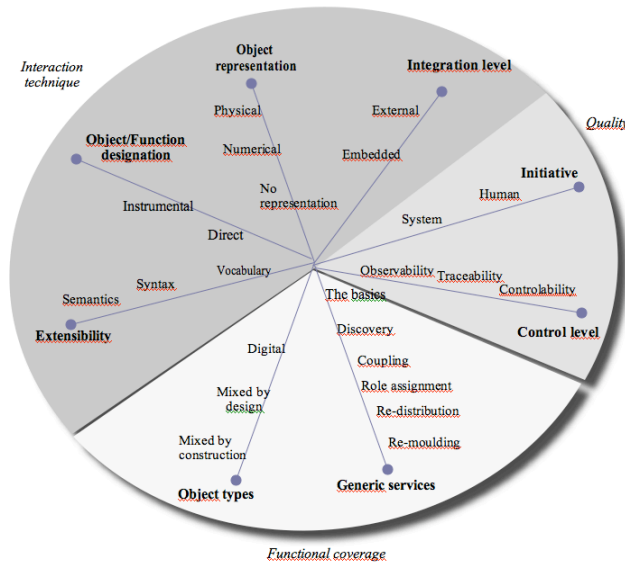 Interaction
technique
Object
representation
Integration level
Physical
External
Quality
Object/Function
designation
Numerical
Embedded
Initiative
No
representation
Human
Instrumental
System
Direct
Vocabulary
Observability
Traceability
Controlability
Syntax
Semantics
The basics
Extensibility
Control level
Discovery
Digital
Coupling
Mixed by
design
Role assignment
Re-distribution
Mixed by
construction
Re-moulding
Object types
Generic services
Functional coverage